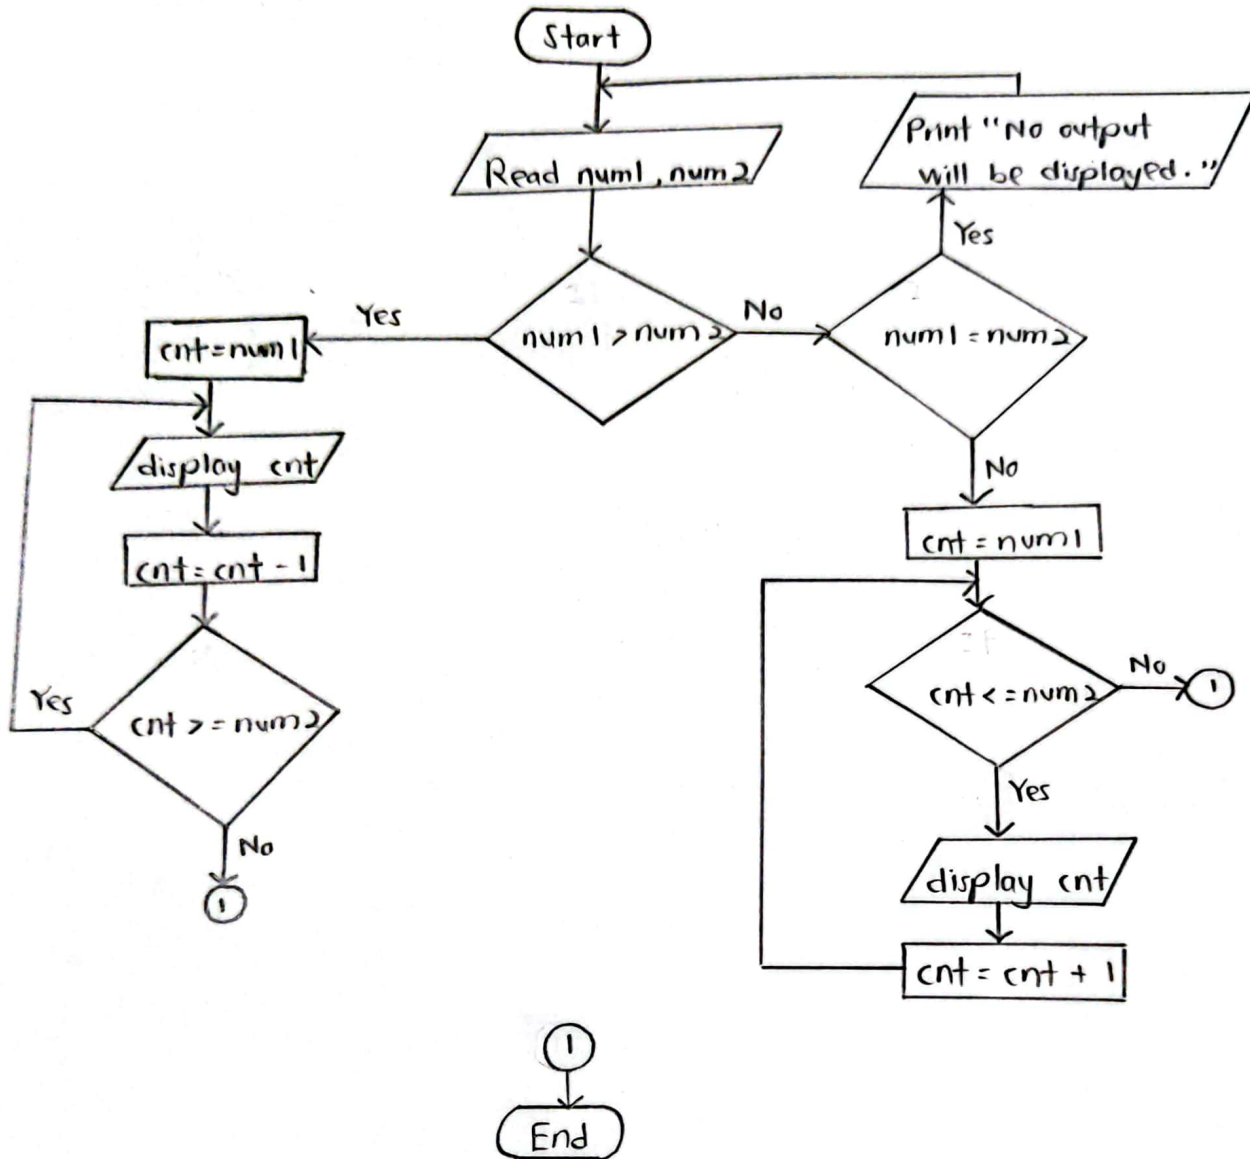 Start
Read num1, num2
Print "No output
will be displayed."
Yes
num1 > num2
Yes
No
num1 = num2
No
cnt = num1
display cnt
cnt = cnt - 1
cnt >= num2
Yes
No
1
cnt = num1
cnt <= num2
No
1
Yes
display cnt
cnt = cnt + 1
1
End